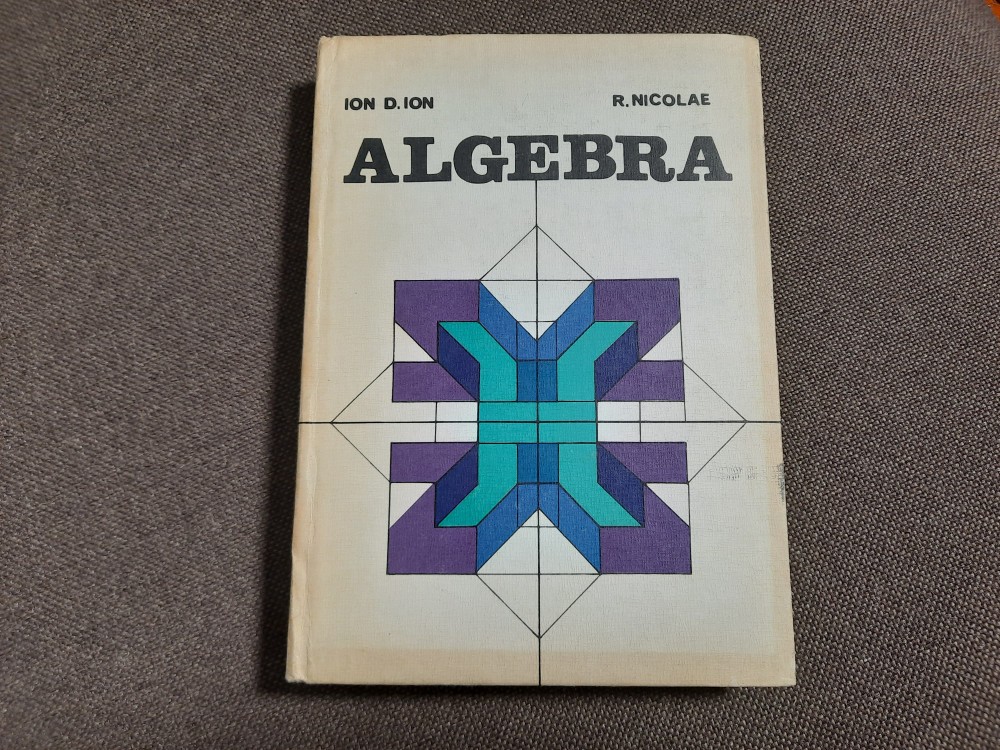 ION D. ION R. NICOLAE
ALGEBRA